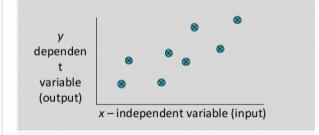 y
dependen
t
variable
(output)
x – independent variable (input)